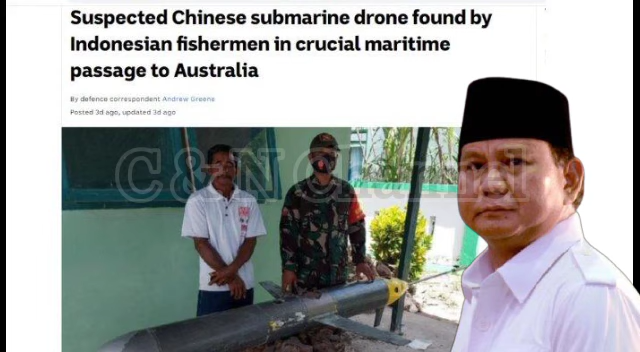 Suspected Chinese submarine drone found by
Indonesian fishermen in crucial maritime
passage to Australia
By defence correspondent Andrew Greene
Posted 3d ago, updated 3d ago
C&N Channel